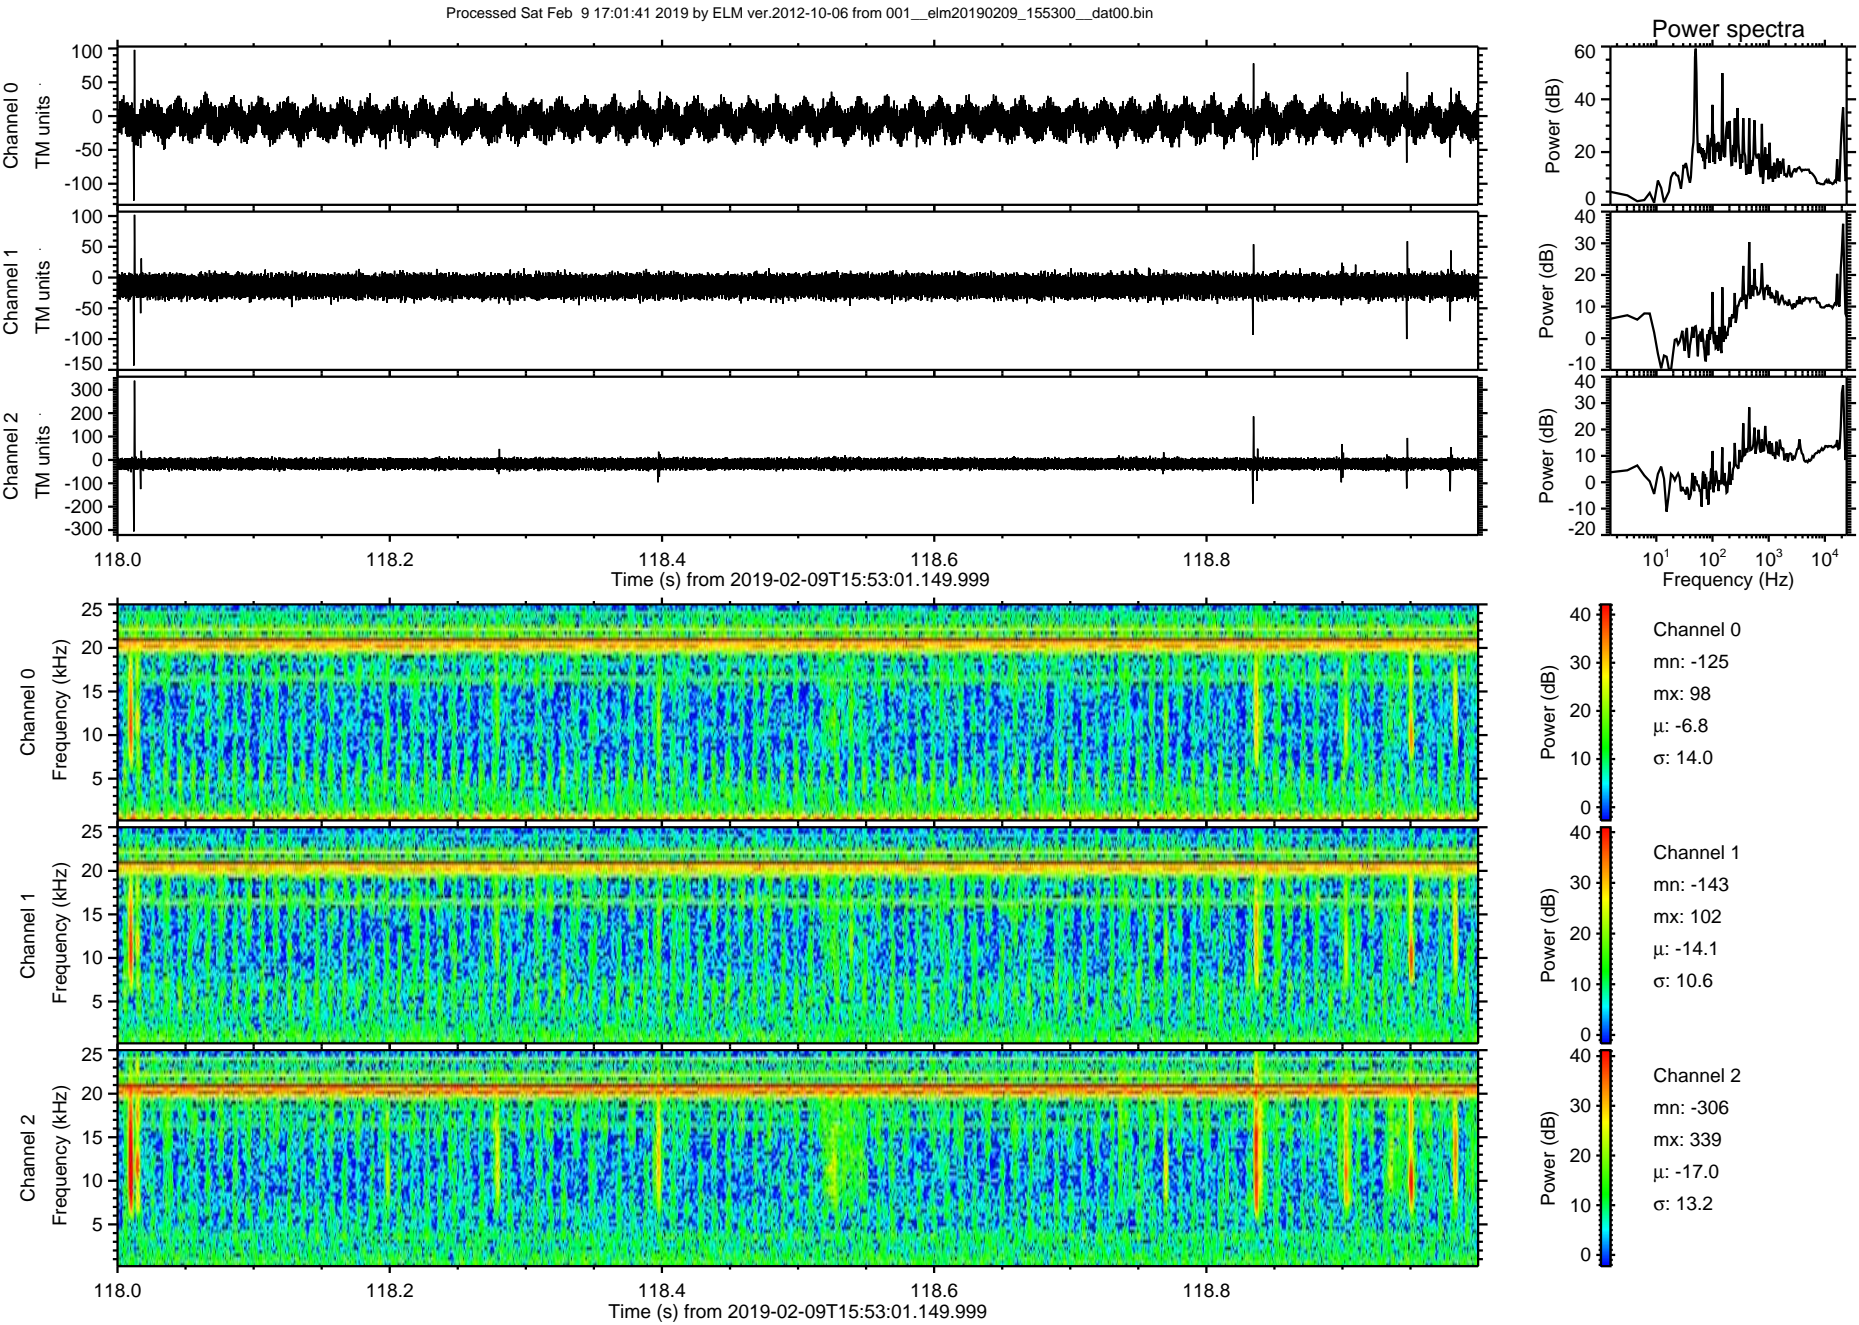 Processed Sat Feb  9 17:01:41 2019 by ELM ver.2012-10-06 from 001__elm20190209_155300__dat00.bin
Power spectra
Channel 0
TM units
100
50
0
-50
-100
Power (dB)
60
40
20
0
Channel 1
TM units
100
50
0
-50
-100
-150
Power (dB)
40
30
20
10
0
-10
Channel 2
TM units
300
200
100
0
-100
-200
-300
Power (dB)
40
30
20
10
0
-10
-20
118.0 118.2 118.4 118.6 118.8
Time (s) from 2019-02-09T15:53:01.149.999
10^1 10^2 10^3 10^4
Frequency (Hz)
Channel 0
Frequency (kHz)
25
20
15
10
5
Power (dB)
40
30
20
10
0
Channel 0
mn: -125
mx: 98
μ: -6.8
σ: 14.0
Channel 1
Frequency (kHz)
25
20
15
10
5
Power (dB)
40
30
20
10
0
Channel 1
mn: -143
mx: 102
μ: -14.1
σ: 10.6
Channel 2
Frequency (kHz)
25
20
15
10
5
Power (dB)
40
30
20
10
0
Channel 2
mn: -306
mx: 339
μ: -17.0
σ: 13.2
118.0 118.2 118.4 118.6 118.8
Time (s) from 2019-02-09T15:53:01.149.999